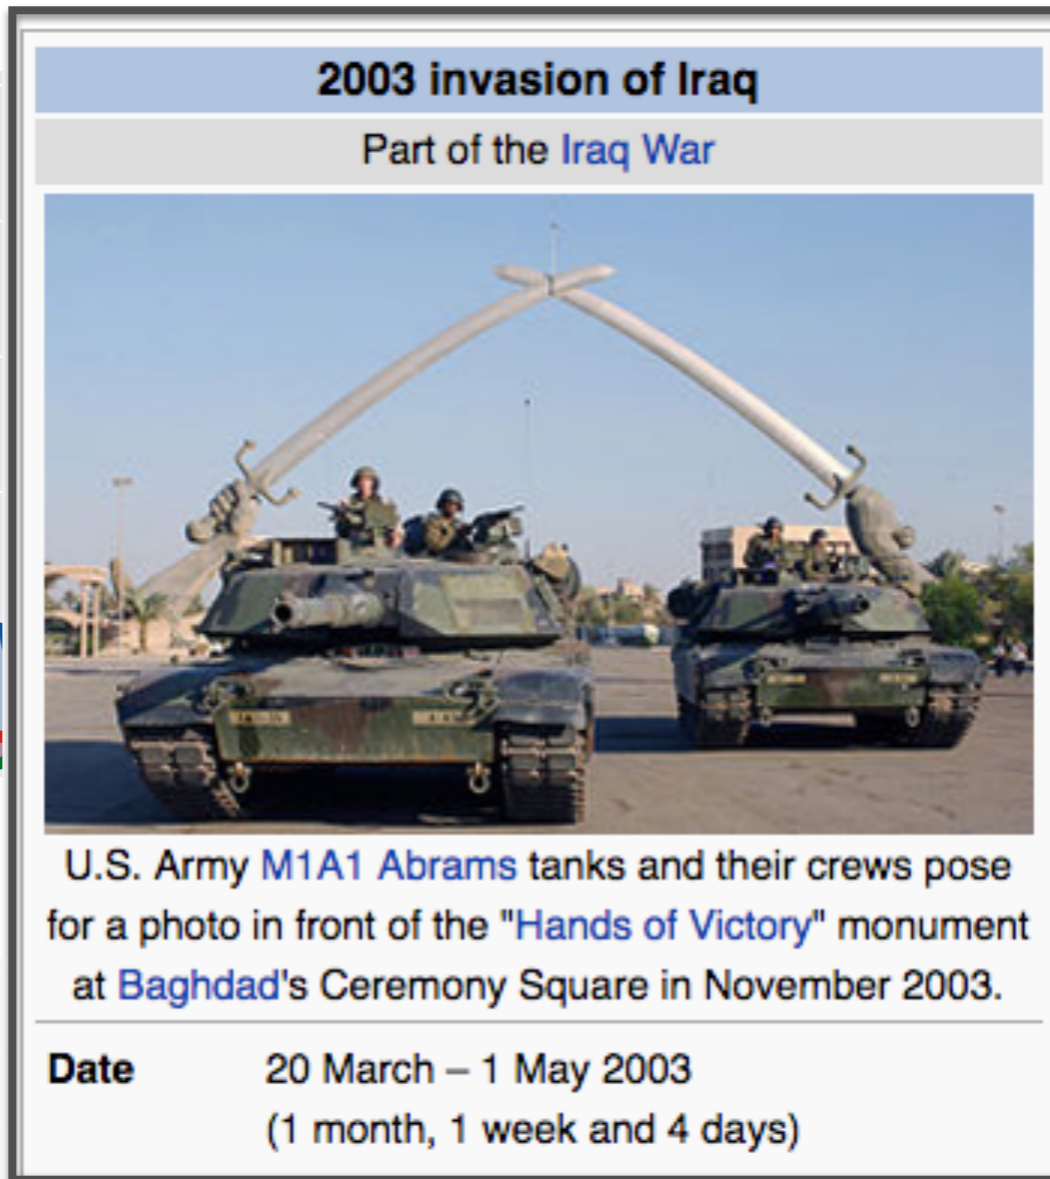 2003 invasion of Iraq
Part of the Iraq War
U.S. Army M1A1 Abrams tanks and their crews pose
for a photo in front of the "Hands of Victory" monument
at Baghdad's Ceremony Square in November 2003.
Date 20 March – 1 May 2003
(1 month, 1 week and 4 days)